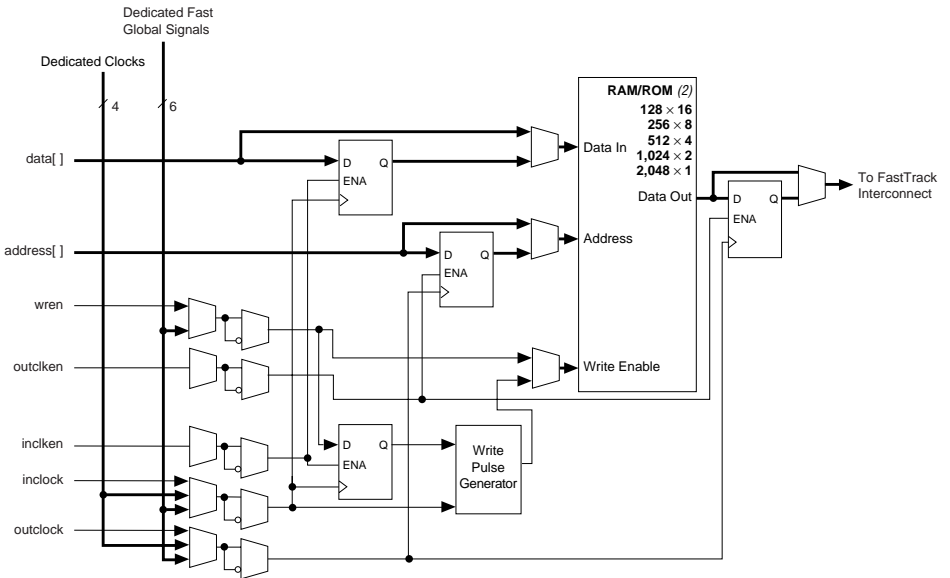 Dedicated Fast
Global Signals
Dedicated Clocks
4
6
RAM/ROM (2)
128 × 16
256 × 8
512 × 4
1,024 × 2
2,048 × 1
data[ ]
D
Q
ENA
Data In
Data Out
D
Q
ENA
To FastTrack
Interconnect
address[ ]
D
Q
ENA
Address
wren
outclken
Write Enable
inclken
D
Q
ENA
Write
Pulse
Generator
inclock
outclock